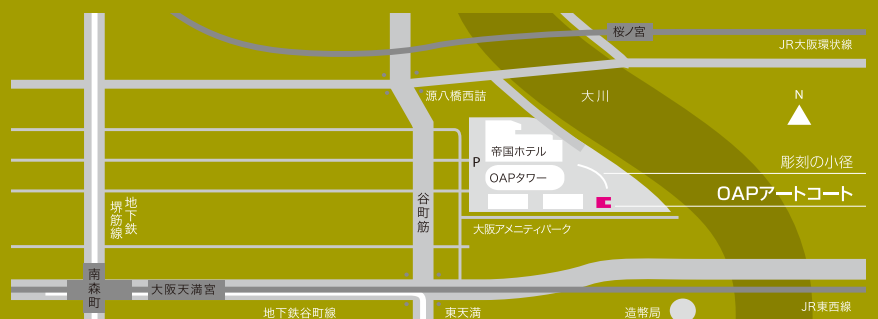 桜ノ宮
JR大阪環状線
源八橋西詰
大川
N
帝国ホテル
P
彫刻の小径
OAPタワー
OAPアートコート
地下鉄
堺筋線
谷町筋
大阪アメニティパーク
南森町
大阪天満宮
JR東西線
地下鉄谷町線
東天満
造幣局